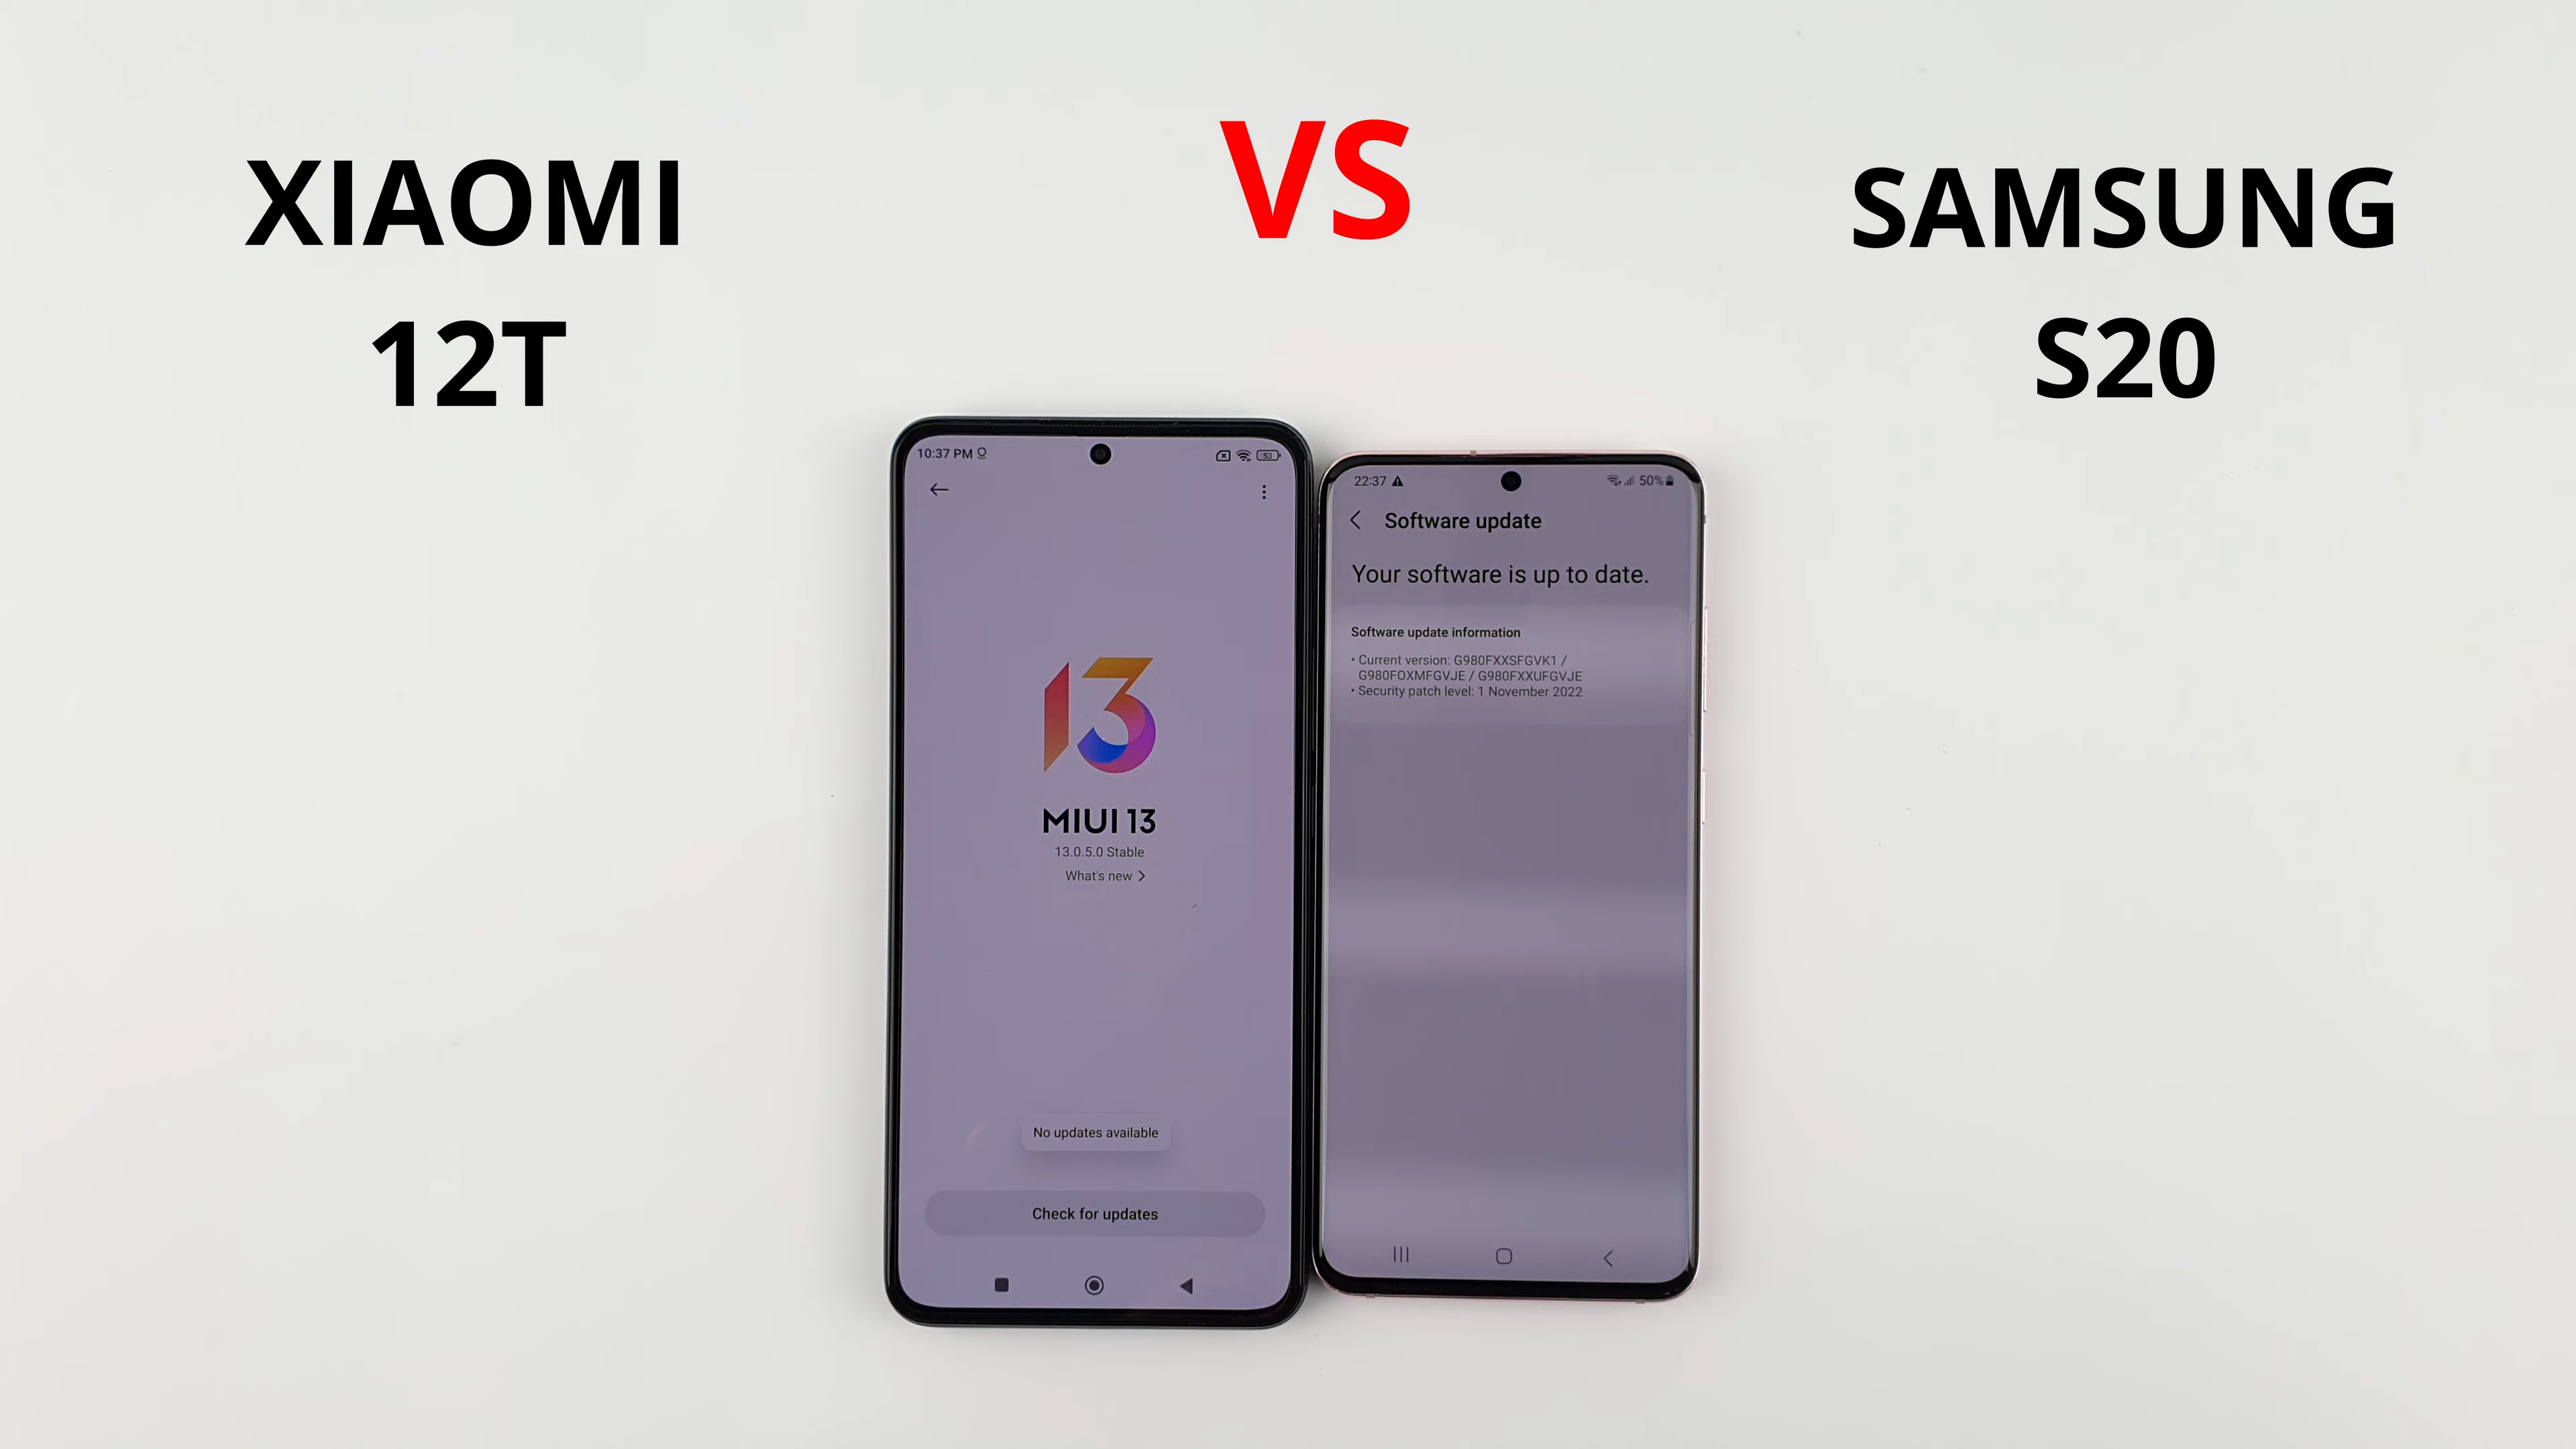 XIAOMI
12T
VS
SAMSUNG
S20
10:37 PM
53
13
MIUI 13
13.0.5.0 Stable
What's new
No updates available
Check for updates
22:37
50%
Software update
Your software is up to date.
Software update information
• Current version: G980FXXSFGVK1 /
G980FOXMFGVJE / G980FXXUFGVJE
• Security patch level: 1 November 2022